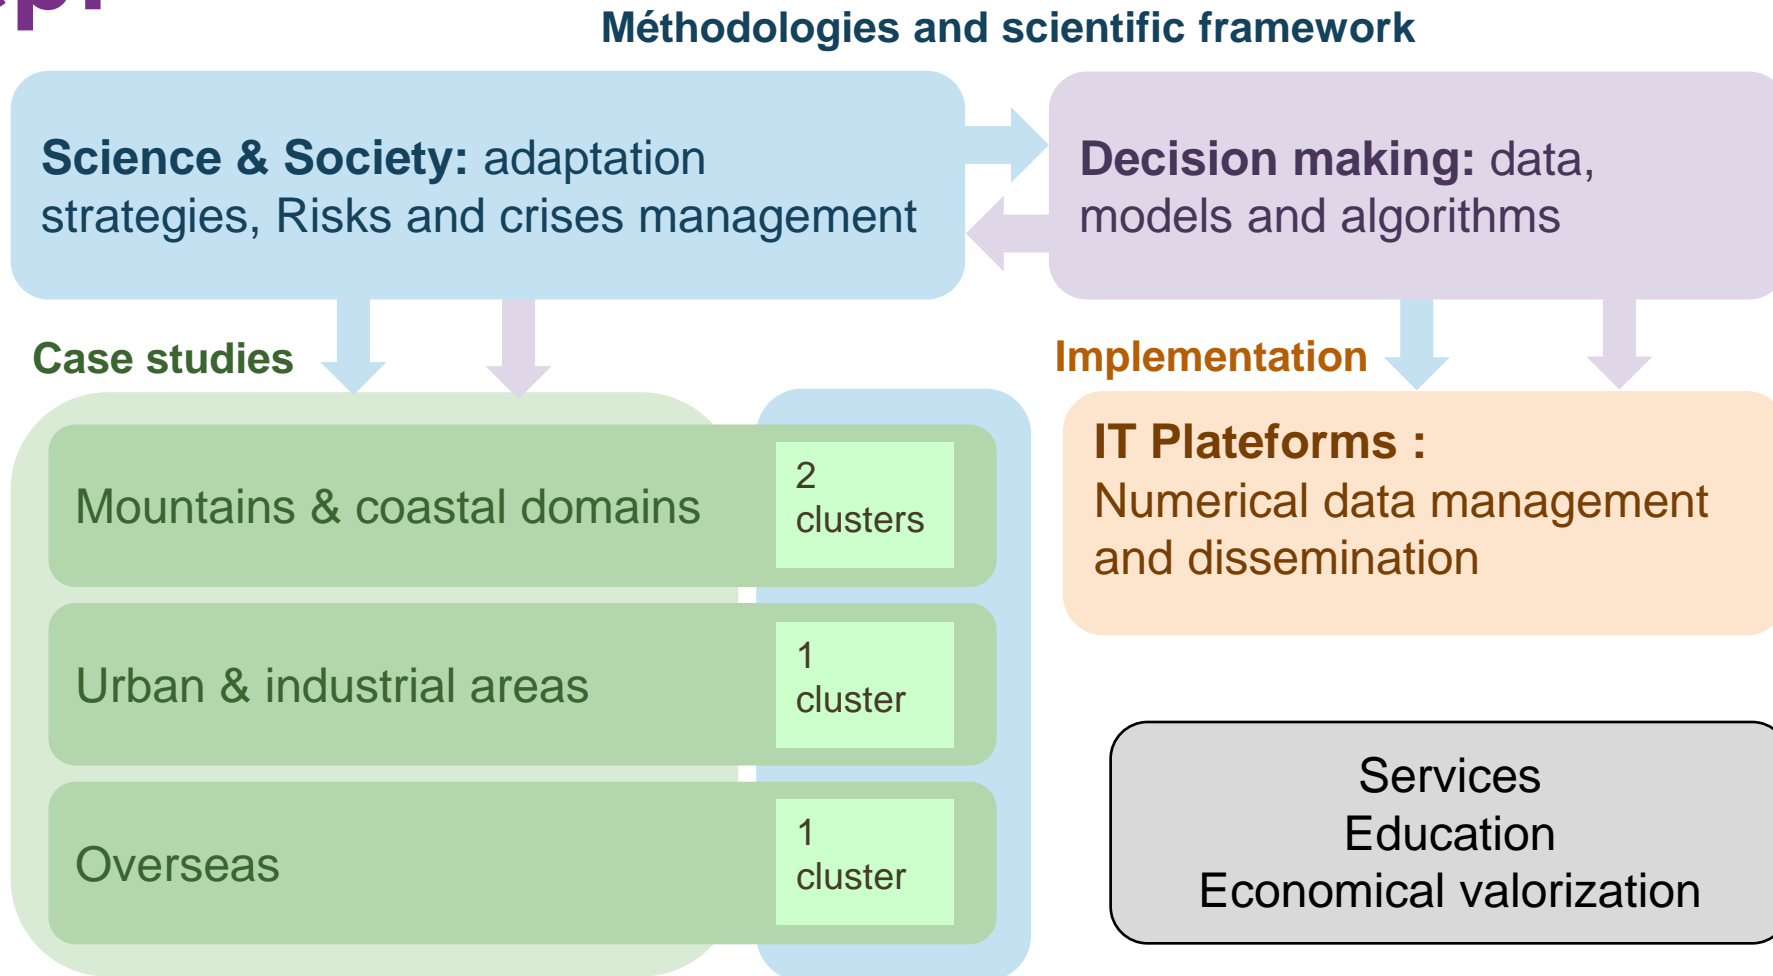 Méthodologies and scientific framework
Science & Society: adaptation
strategies, Risks and crises management
Decision making: data,
models and algorithms
Case studies
Implementation
Mountains & coastal domains
2
clusters
Urban & industrial areas
1
cluster
Overseas
1
cluster
IT Plateforms :
Numerical data management
and dissemination
Services
Education
Economical valorization